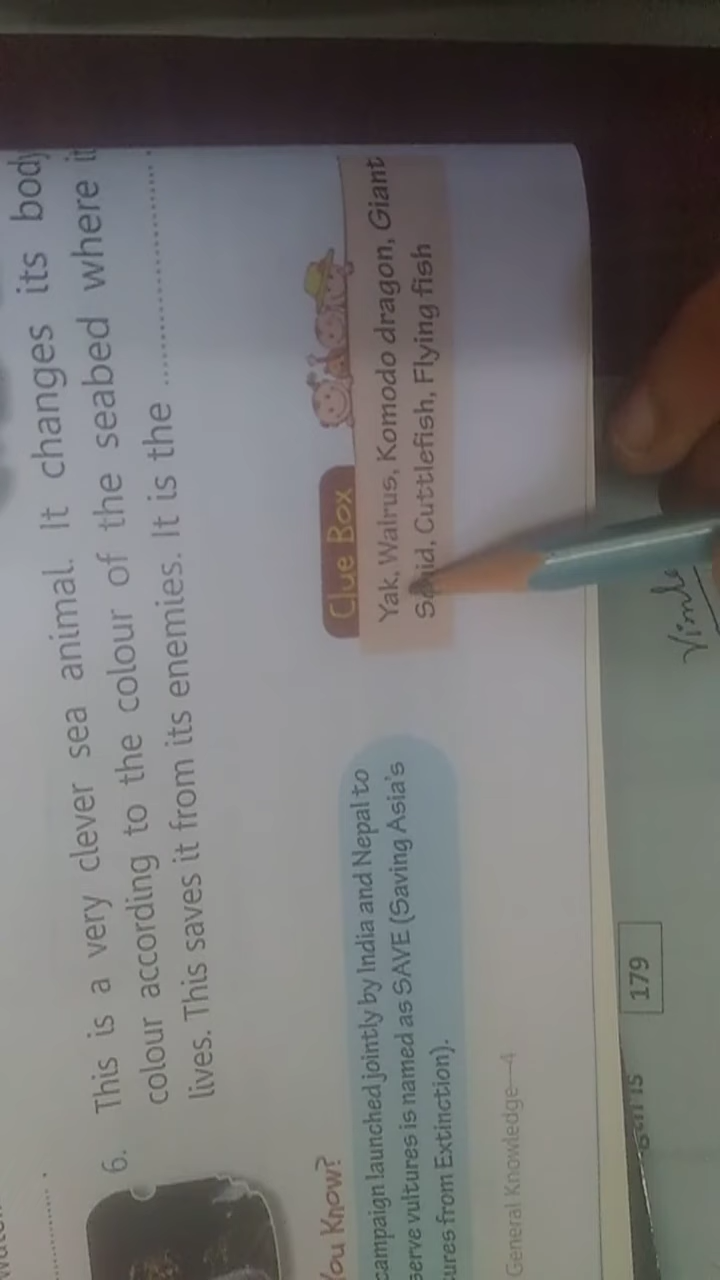 6. This is a very clever sea animal. It changes its body
colour according to the colour of the seabed where it
lives. This saves it from its enemies. It is the ....................... .
Clue Box
Yak, Walrus, Komodo dragon, Giant
Squid, Cuttlefish, Flying fish
You Know?
campaign launched jointly by India and Nepal to
serve vultures is named as SAVE (Saving Asia's
tures from Extinction).
General Knowledge—4
179